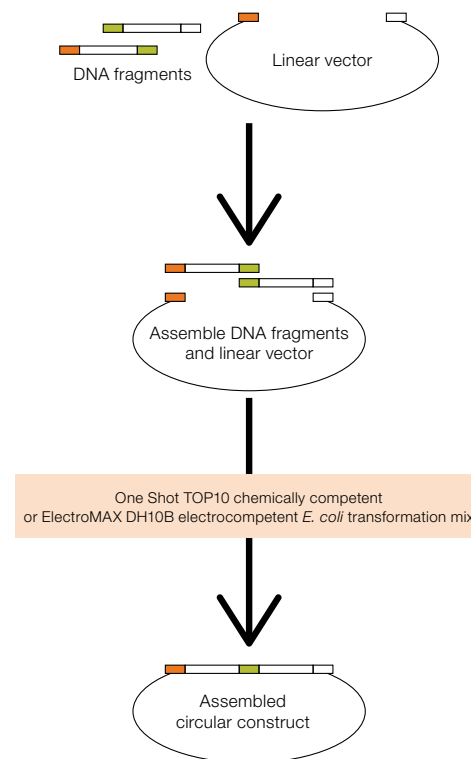 DNA fragments
Linear vector
Assemble DNA fragments
and linear vector
One Shot TOP10 chemically competent
or ElectroMAX DH10B electrocompetent E. coli transformation mix
Assembled
circular construct